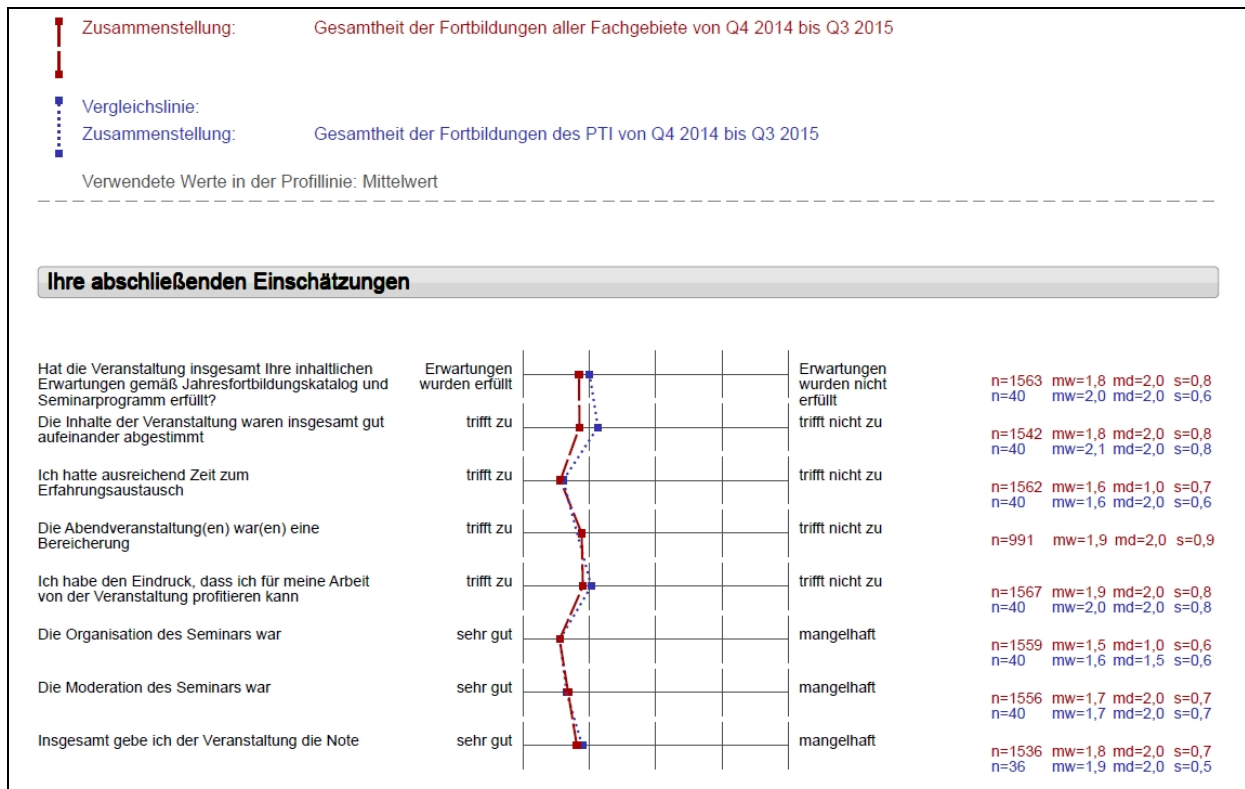 Zusammenstellung: Gesamtheit der Fortbildungen aller Fachgebiete von Q4 2014 bis Q3 2015
Vergleichslinie:
Zusammenstellung: Gesamtheit der Fortbildungen des PTI von Q4 2014 bis Q3 2015
Verwendete Werte in der Profillinie: Mittelwert
Ihre abschließenden Einschätzungen
Hat die Veranstaltung insgesamt Ihre inhaltlichen
Erwartungen gemäß Jahresfortbildungskatalog und
Seminarprogramm erfüllt?
Erwartungen
wurden erfüllt
Erwartungen
wurden nicht
erfüllt
n=1563 mw=1,8 md=2,0 s=0,8
n=40 mw=2,0 md=2,0 s=0,6
Die Inhalte der Veranstaltung waren insgesamt gut
aufeinander abgestimmt
trifft zu
trifft nicht zu
n=1542 mw=1,8 md=2,0 s=0,8
n=40 mw=2,1 md=2,0 s=0,8
Ich hatte ausreichend Zeit zum
Erfahrungsaustausch
trifft zu
trifft nicht zu
n=1562 mw=1,6 md=1,0 s=0,7
n=40 mw=1,6 md=2,0 s=0,6
Die Abendveranstaltung(en) war(en) eine
Bereicherung
trifft zu
trifft nicht zu
n=991 mw=1,9 md=2,0 s=0,9
Ich habe den Eindruck, dass ich für meine Arbeit
von der Veranstaltung profitieren kann
trifft zu
trifft nicht zu
n=1567 mw=1,9 md=2,0 s=0,8
n=40 mw=2,0 md=2,0 s=0,8
Die Organisation des Seminars war
sehr gut
mangelhaft
n=1559 mw=1,5 md=1,0 s=0,6
n=40 mw=1,6 md=1,5 s=0,6
Die Moderation des Seminars war
sehr gut
mangelhaft
n=1556 mw=1,7 md=2,0 s=0,7
n=40 mw=1,7 md=2,0 s=0,7
Insgesamt gebe ich der Veranstaltung die Note
sehr gut
mangelhaft
n=1536 mw=1,8 md=2,0 s=0,7
n=36 mw=1,9 md=2,0 s=0,5